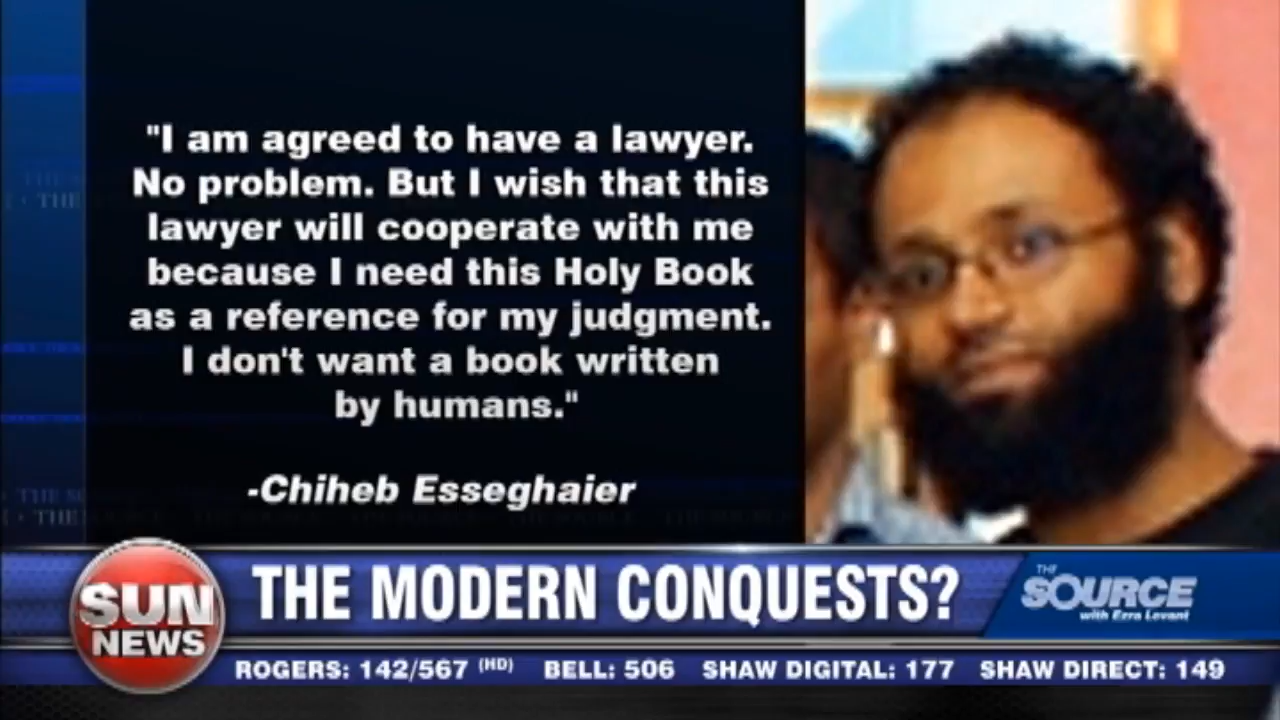 "I am agreed to have a lawyer.
No problem. But I wish that this
lawyer will cooperate with me
because I need this Holy Book
as a reference for my judgment.
I don't want a book written
by humans."
-Chiheb Esseghaier
SUN
NEWS
THE MODERN CONQUESTS?
THE
SOURCE
with Ezra Levant
ROGERS: 142/567 (HD) BELL: 506 SHAW DIGITAL: 177 SHAW DIRECT: 149